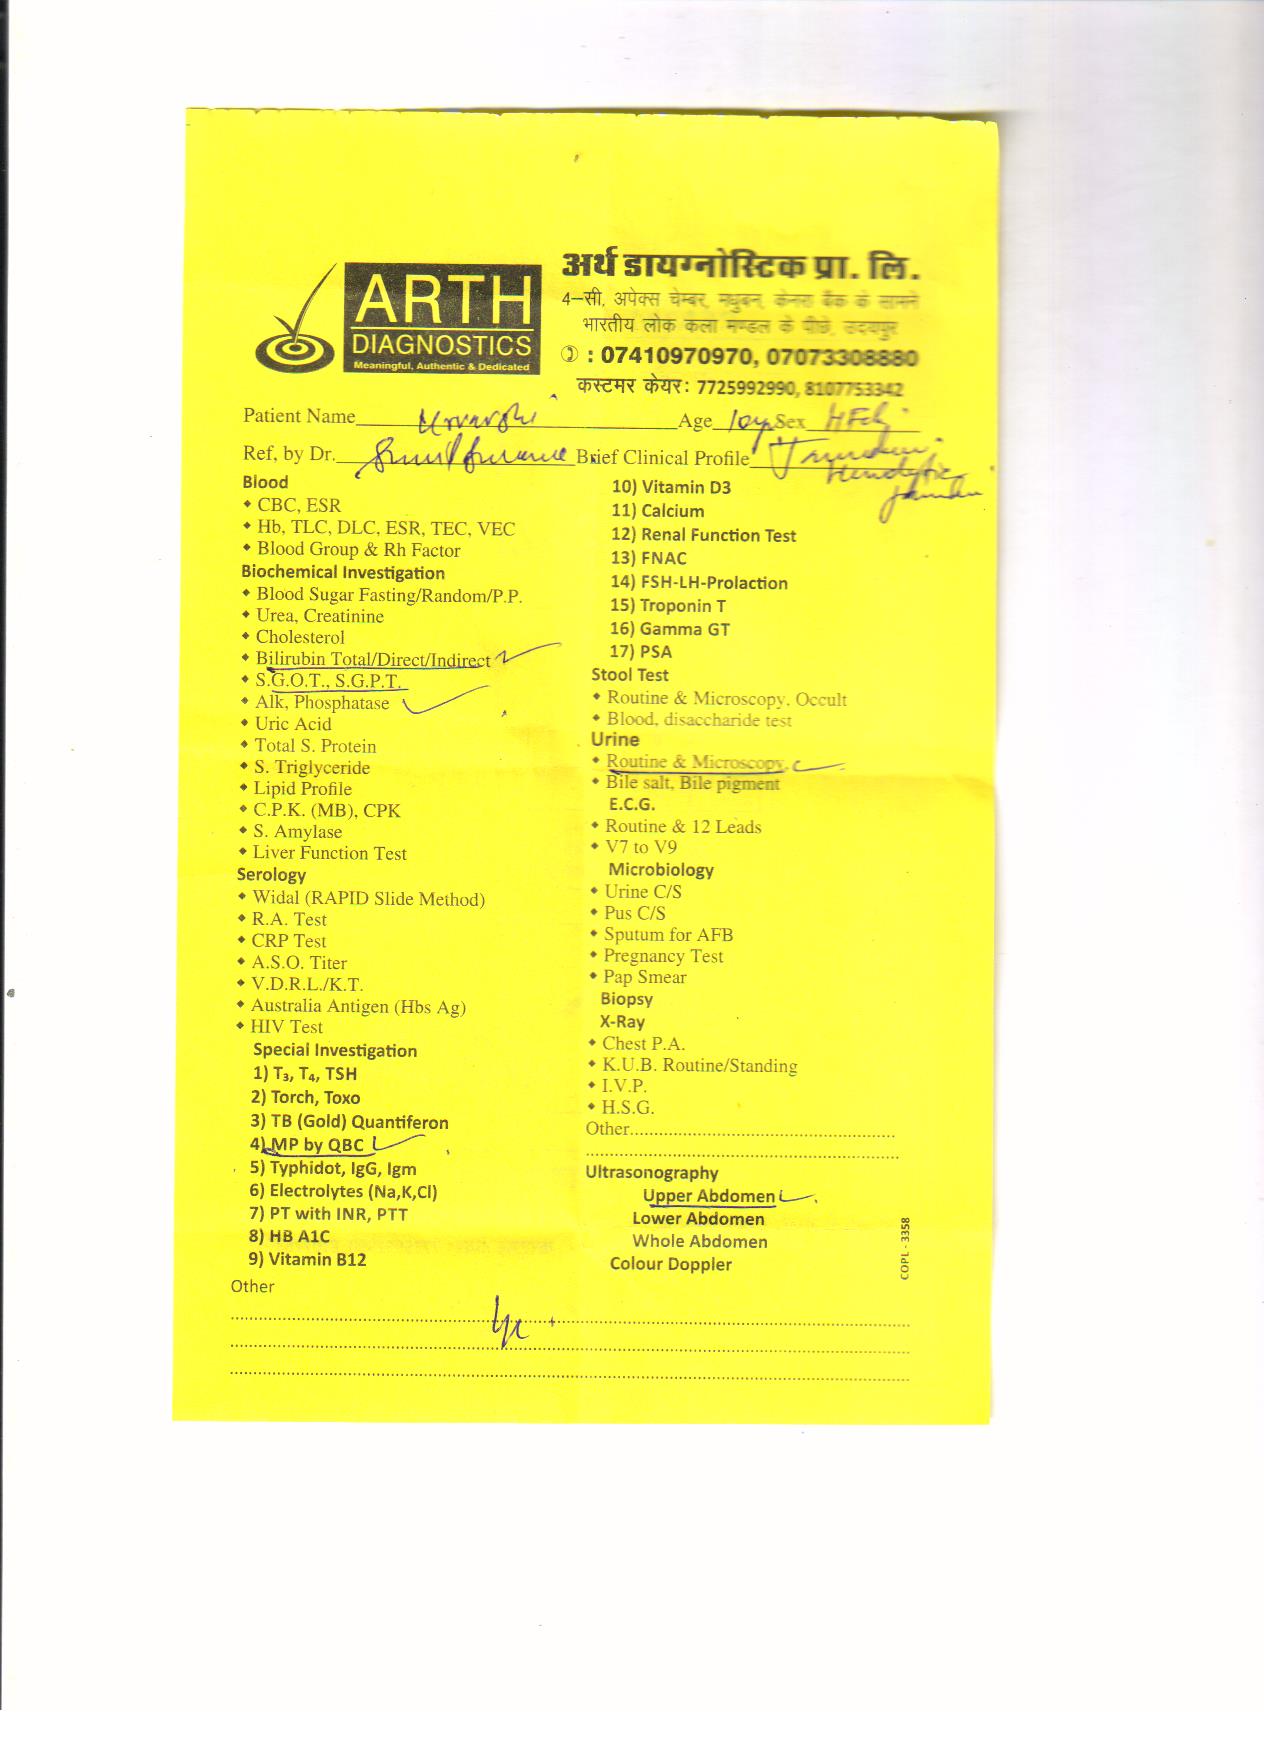 ARTH
DIAGNOSTICS
Meaningful, Authentic & Dedicated
अर्थ डायग्नोस्टिक प्रा. लि.
4–सी, अपेक्स चेम्बर, मधुबन, केनरा बैंक के सामने
भारतीय लोक कला मण्डल के पीछे, उदयपुर
✆ : 07410970970, 07073308880
कस्टमर केयर: 7725992990, 8107753342
Patient Name Urvarshi Age 10y Sex
Ref, by Dr. Brief Clinical Profile
Blood
• CBC, ESR
• Hb, TLC, DLC, ESR, TEC, VEC
• Blood Group & Rh Factor
Biochemical Investigation
• Blood Sugar Fasting/Random/P.P.
• Urea, Creatinine
• Cholesterol
• Bilirubin Total/Direct/Indirect
• S.G.O.T., S.G.P.T.
• Alk, Phosphatase
• Uric Acid
• Total S. Protein
• S. Triglyceride
• Lipid Profile
• C.P.K. (MB), CPK
• S. Amylase
• Liver Function Test
Serology
• Widal (RAPID Slide Method)
• R.A. Test
• CRP Test
• A.S.O. Titer
• V.D.R.L./K.T.
• Australia Antigen (Hbs Ag)
• HIV Test
Special Investigation
1) T₃, T₄, TSH
2) Torch, Toxo
3) TB (Gold) Quantiferon
4) MP by QBC
5) Typhidot, IgG, Igm
6) Electrolytes (Na,K,Cl)
7) PT with INR, PTT
8) HB A1C
9) Vitamin B12
10) Vitamin D3
11) Calcium
12) Renal Function Test
13) FNAC
14) FSH-LH-Prolaction
15) Troponin T
16) Gamma GT
17) PSA
Stool Test
• Routine & Microscopy, Occult
• Blood, disaccharide test
Urine
• Routine & Microscopy
• Bile salt, Bile pigment
E.C.G.
• Routine & 12 Leads
• V7 to V9
Microbiology
• Urine C/S
• Pus C/S
• Sputum for AFB
• Pregnancy Test
• Pap Smear
Biopsy
X-Ray
• Chest P.A.
• K.U.B. Routine/Standing
• I.V.P.
• H.S.G.
Other
Ultrasonography
Upper Abdomen
Lower Abdomen
Whole Abdomen
Colour Doppler
COPL - 3358
Other